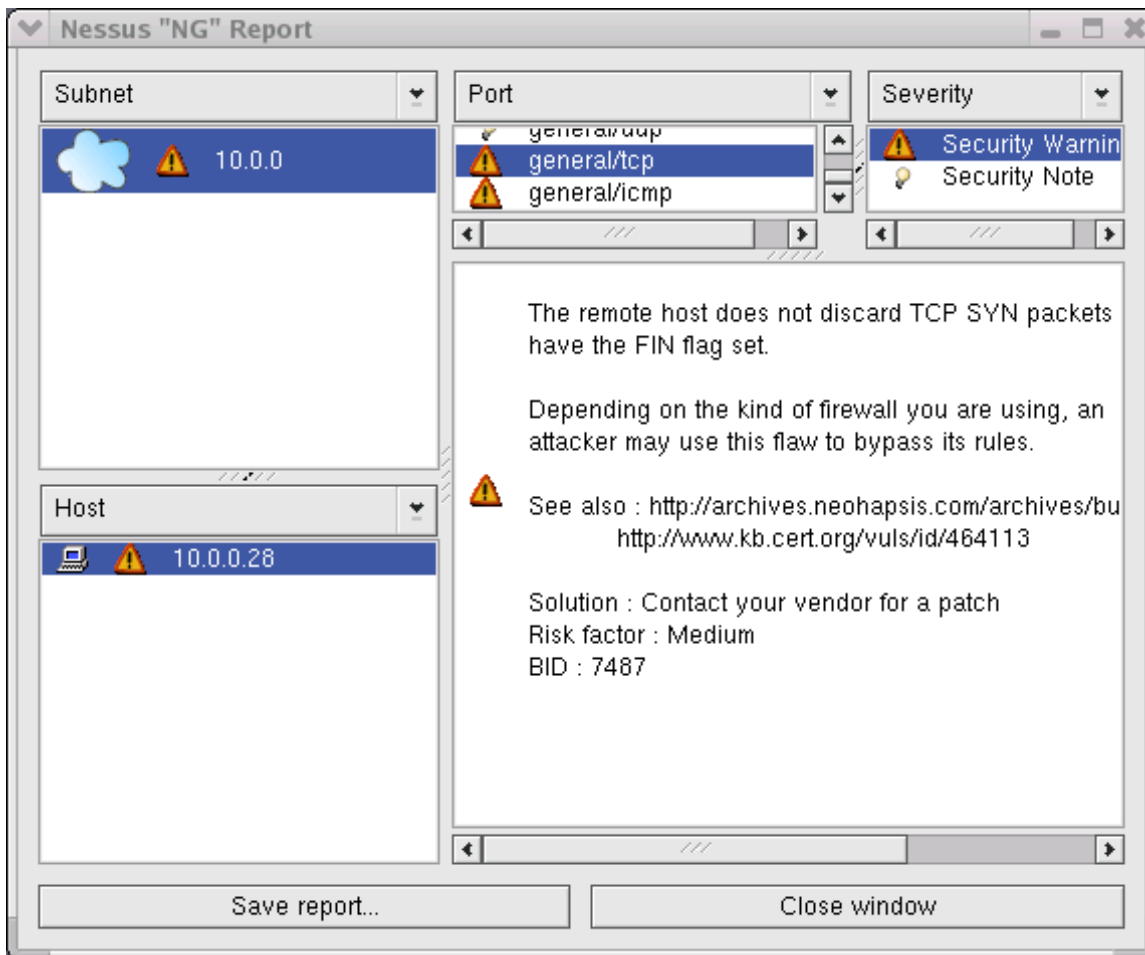 Nessus "NG" Report
Subnet
10.0.0
Port
general/udp
general/tcp
general/icmp
Severity
Security Warnin
Security Note
The remote host does not discard TCP SYN packets
have the FIN flag set.
Depending on the kind of firewall you are using, an
attacker may use this flaw to bypass its rules.
See also : http://archives.neohapsis.com/archives/bu
http://www.kb.cert.org/vuls/id/464113
Solution : Contact your vendor for a patch
Risk factor : Medium
BID : 7487
Host
10.0.0.28
Save report...
Close window